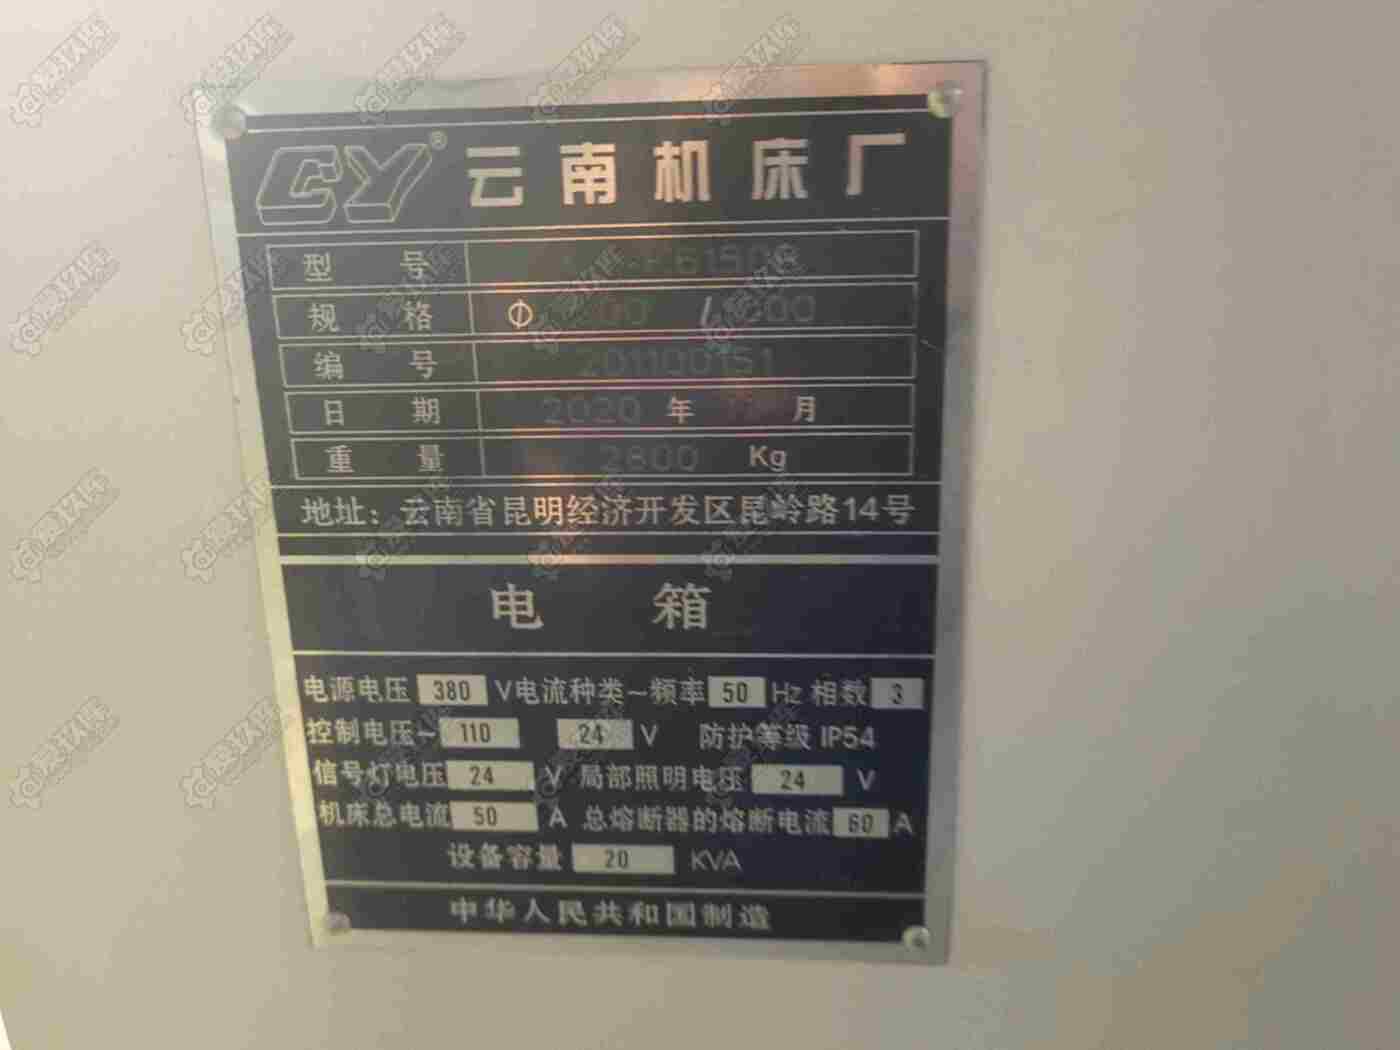 CY® 云南机床厂
型号
规格 Φ /
编号 201100151
日期 2020 年 月
重量 2800 Kg
地址：云南省昆明经济开发区昆岭路14号
电箱
电源电压 380 V 电流种类~频率 50 Hz 相数 3
控制电压~ 110 24 V 防护等级 IP54
信号灯电压 24 V 局部照明电压 24 V
机床总电流 50 A 总熔断器的熔断电流 60 A
设备容量 20 KVA
中华人民共和国制造